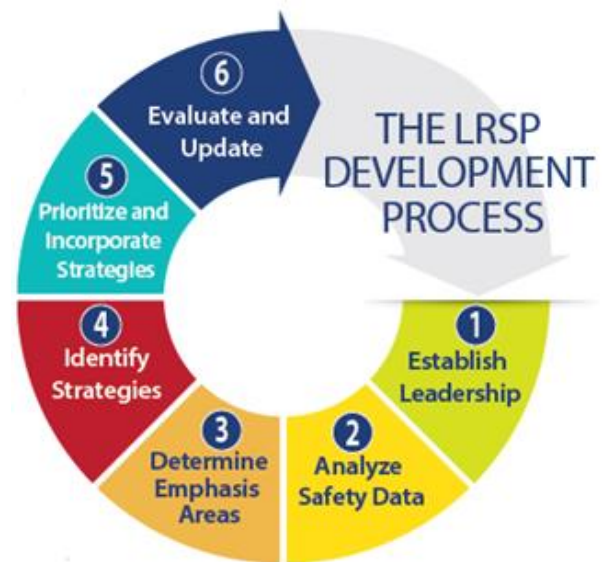 THE LRSP
DEVELOPMENT
PROCESS
1
Establish
Leadership
2
Analyze
Safety Data
3
Determine
Emphasis
Areas
4
Identify
Strategies
5
Prioritize and
Incorporate
Strategies
6
Evaluate and
Update